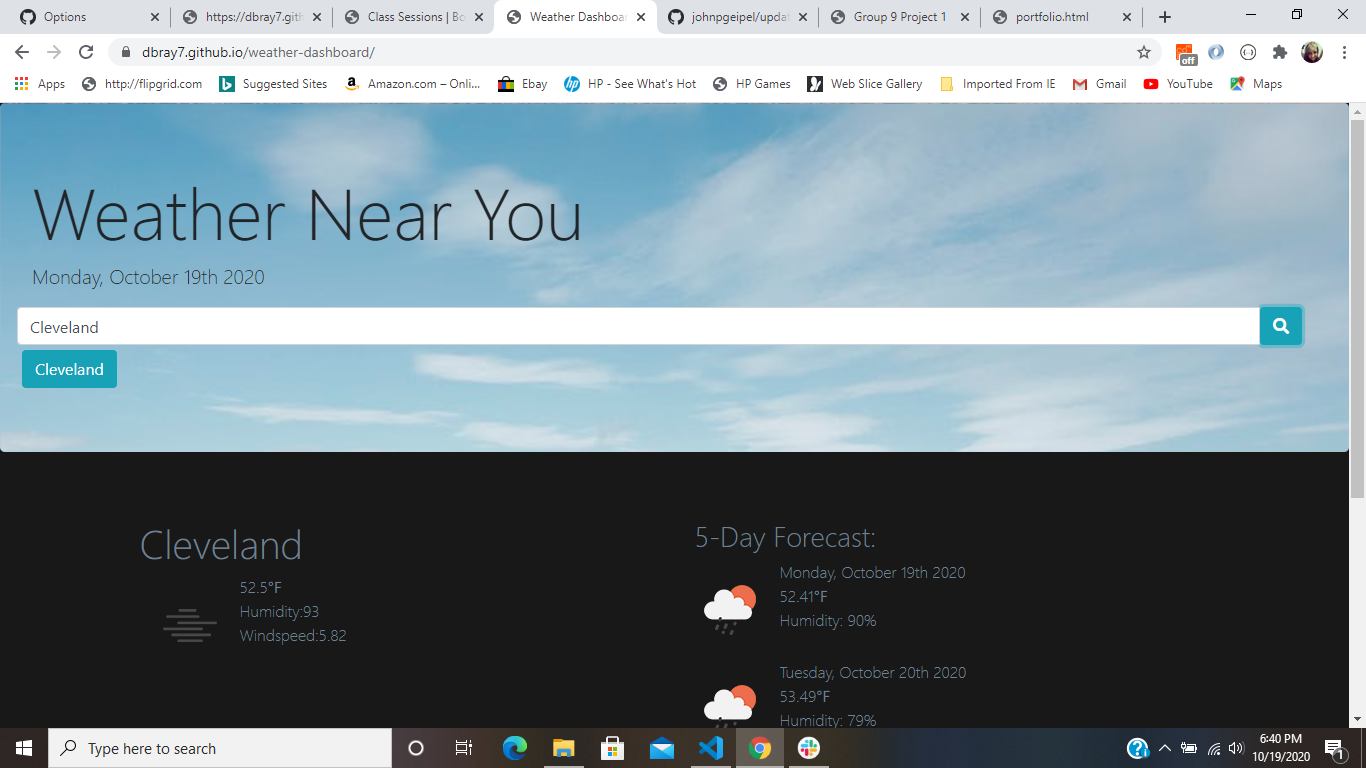 Options
https://dbray7.gith
Class Sessions | Bo
Weather Dashboar
johnpgeipel/updat
Group 9 Project 1
portfolio.html
dbray7.github.io/weather-dashboard/
off
Apps
http://flipgrid.com
Suggested Sites
Amazon.com – Onli...
Ebay
HP - See What's Hot
HP Games
Web Slice Gallery
Imported From IE
Gmail
YouTube
Maps
Weather Near You
Monday, October 19th 2020
Cleveland
Cleveland
Cleveland
52.5°F
Humidity:93
Windspeed:5.82
5-Day Forecast:
Monday, October 19th 2020
52.41°F
Humidity: 90%
Tuesday, October 20th 2020
53.49°F
Humidity: 79%
Type here to search
6:40 PM
10/19/2020
1